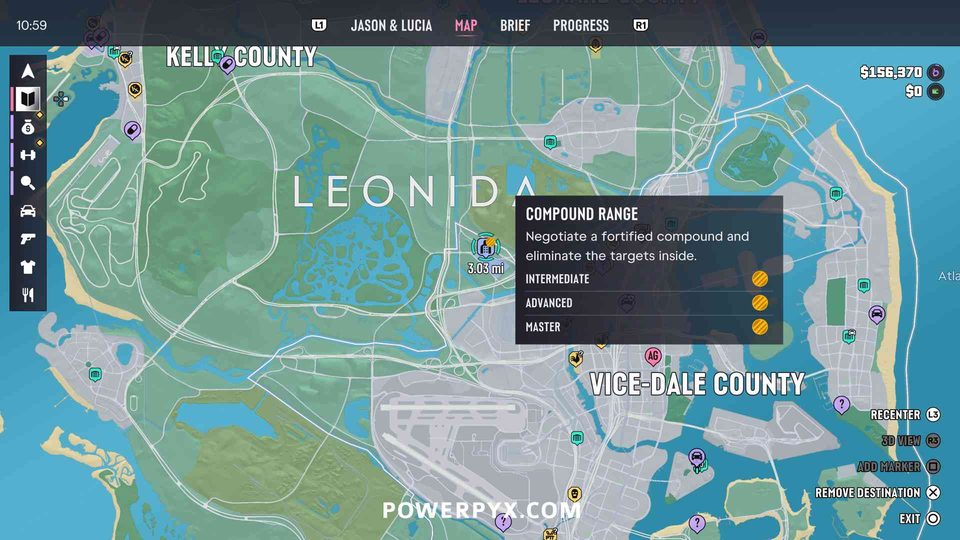 10:59
L1
JASON & LUCIA
MAP
BRIEF
PROGRESS
R1
KELLY COUNTY
$156,370
$0
LEONIDA
COMPOUND RANGE
Negotiate a fortified compound and
eliminate the targets inside.
INTERMEDIATE
ADVANCED
MASTER
3.03 mi
Atla
AG
VICE-DALE COUNTY
RECENTER L3
3D VIEW R3
ADD MARKER
REMOVE DESTINATION
EXIT
POWERPYX.COM